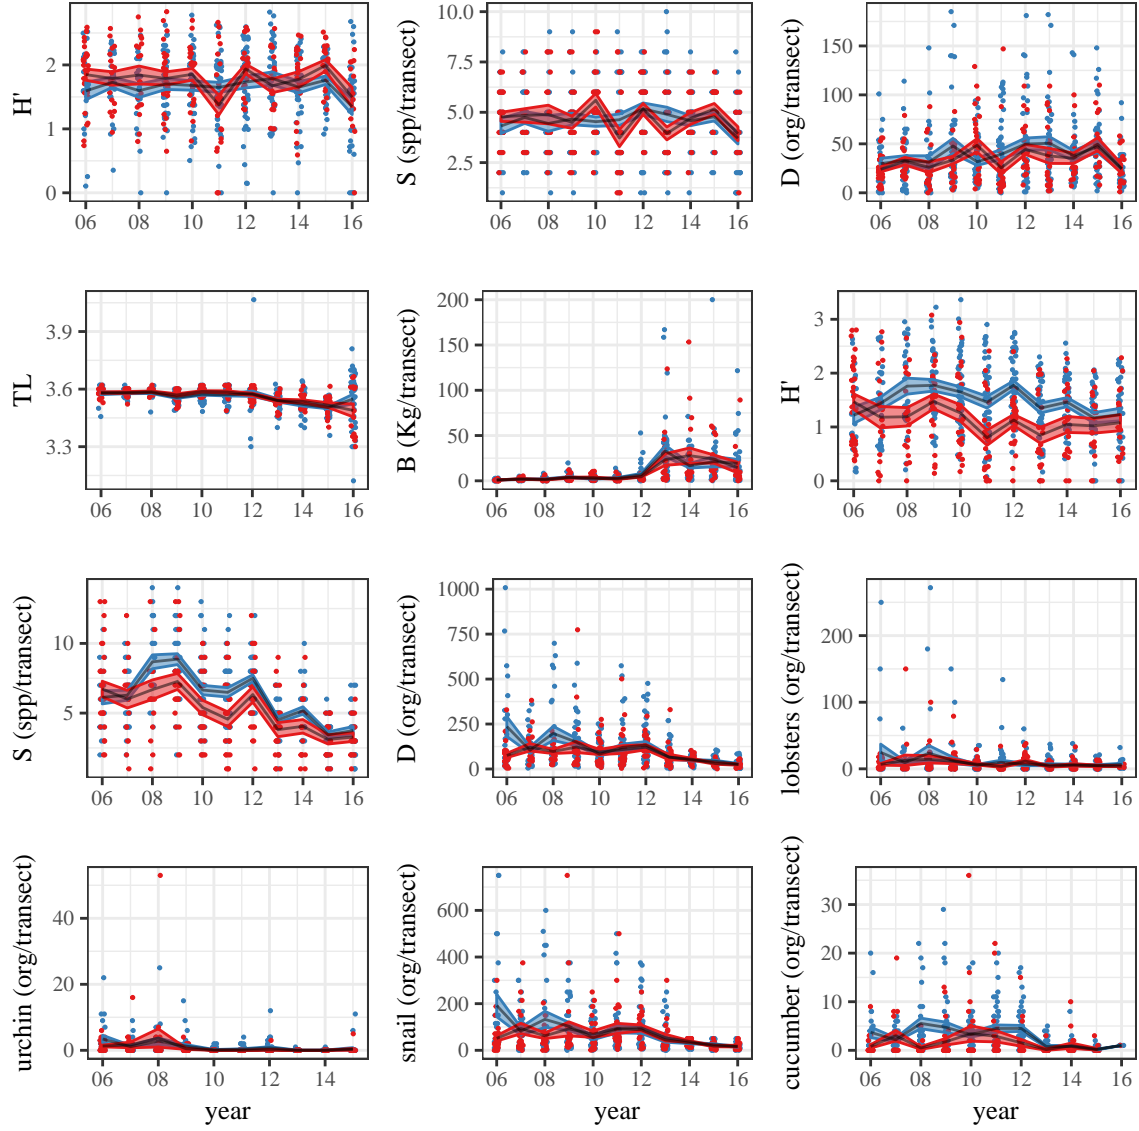 H'
2
1
0
06 08 10 12 14 16
S (spp/transect)
10.0
7.5
5.0
2.5
06 08 10 12 14 16
D (org/transect)
150
100
50
0
06 08 10 12 14 16
TL
3.9
3.6
3.3
06 08 10 12 14 16
B (Kg/transect)
200
150
100
50
0
06 08 10 12 14 16
H'
3
2
1
0
06 08 10 12 14 16
S (spp/transect)
10
5
06 08 10 12 14 16
D (org/transect)
1000
750
500
250
0
06 08 10 12 14 16
lobsters (org/transect)
200
100
0
06 08 10 12 14 16
urchin (org/transect)
40
20
0
06 08 10 12 14
year
snail (org/transect)
600
400
200
0
06 08 10 12 14 16
year
cucumber (org/transect)
30
20
10
0
06 08 10 12 14 16
year